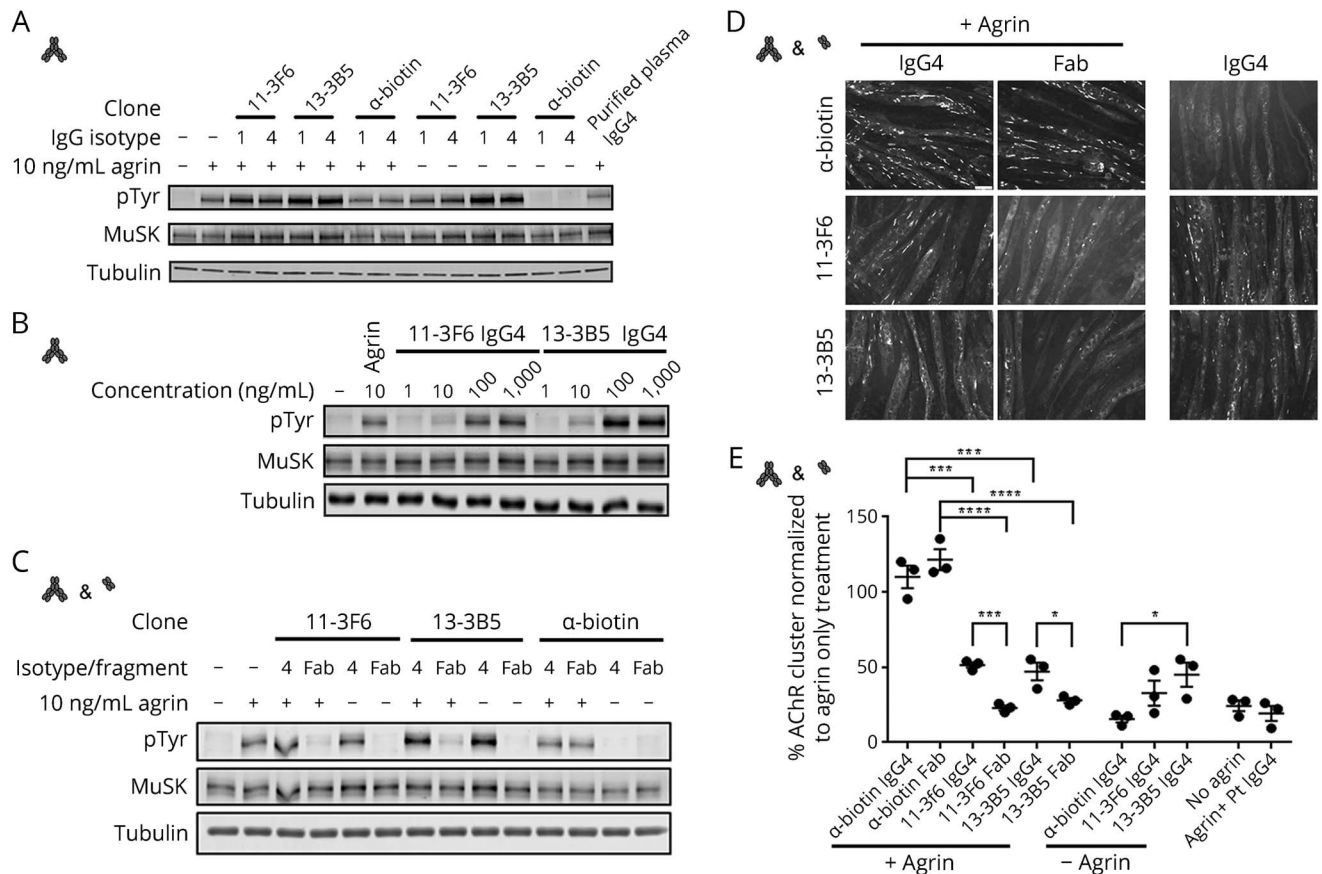 A
Clone
11-3F6 13-3B5 α-biotin 11-3F6 13-3B5 α-biotin Purified plasma IgG4
IgG isotype – – 1 4 1 4 1 4 1 4 1 4 1 4
10 ng/mL agrin – + + + + + + + – – – – – – +
pTyr
MuSK
Tubulin
B
Agrin 11-3F6 IgG4 13-3B5 IgG4
Concentration (ng/mL) – 10 1 10 100 1,000 1 10 100 1,000
pTyr
MuSK
Tubulin
C
&
Clone 11-3F6 13-3B5 α-biotin
Isotype/fragment – – 4 Fab 4 Fab 4 Fab 4 Fab 4 Fab 4 Fab
10 ng/mL agrin – + + + – – + + – – + + – –
pTyr
MuSK
Tubulin
D
&
+ Agrin
IgG4 Fab IgG4
α-biotin
11-3F6
13-3B5
E
&
% AChR cluster normalized
to agrin only treatment
150
100
50
0
***
***
****
****
***
*
*
α-biotin IgG4
α-biotin Fab
11-3f6 IgG4
11-3F6 Fab
13-3B5 IgG4
13-3B5 Fab
α-biotin IgG4
11-3F6 IgG4
13-3B5 IgG4
No agrin
Agrin+ Pt IgG4
+ Agrin
– Agrin